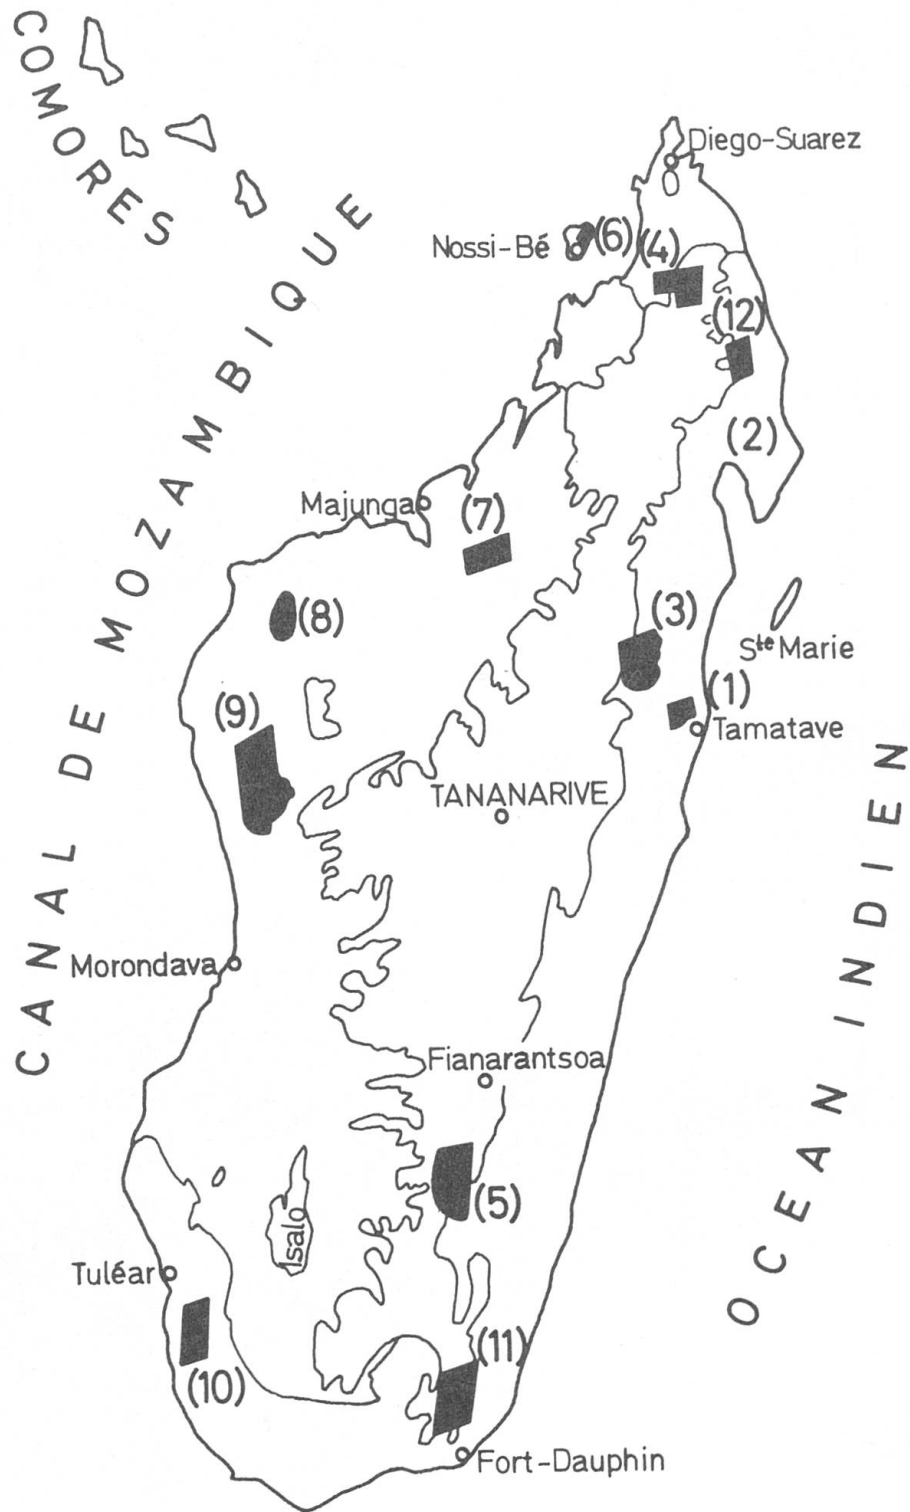 COMORES
Diego-Suarez
CANAL DE MOZAMBIQUE
Nossi-Bé
(6)
(4)
(12)
(2)
Majunga
(7)
(8)
(3)
Ste Marie
(9)
(1)
Tamatave
TANANARIVE
OCEAN INDIEN
Morondava
Fianarantsoa
(5)
Isalo
Tuléar
(11)
(10)
Fort-Dauphin